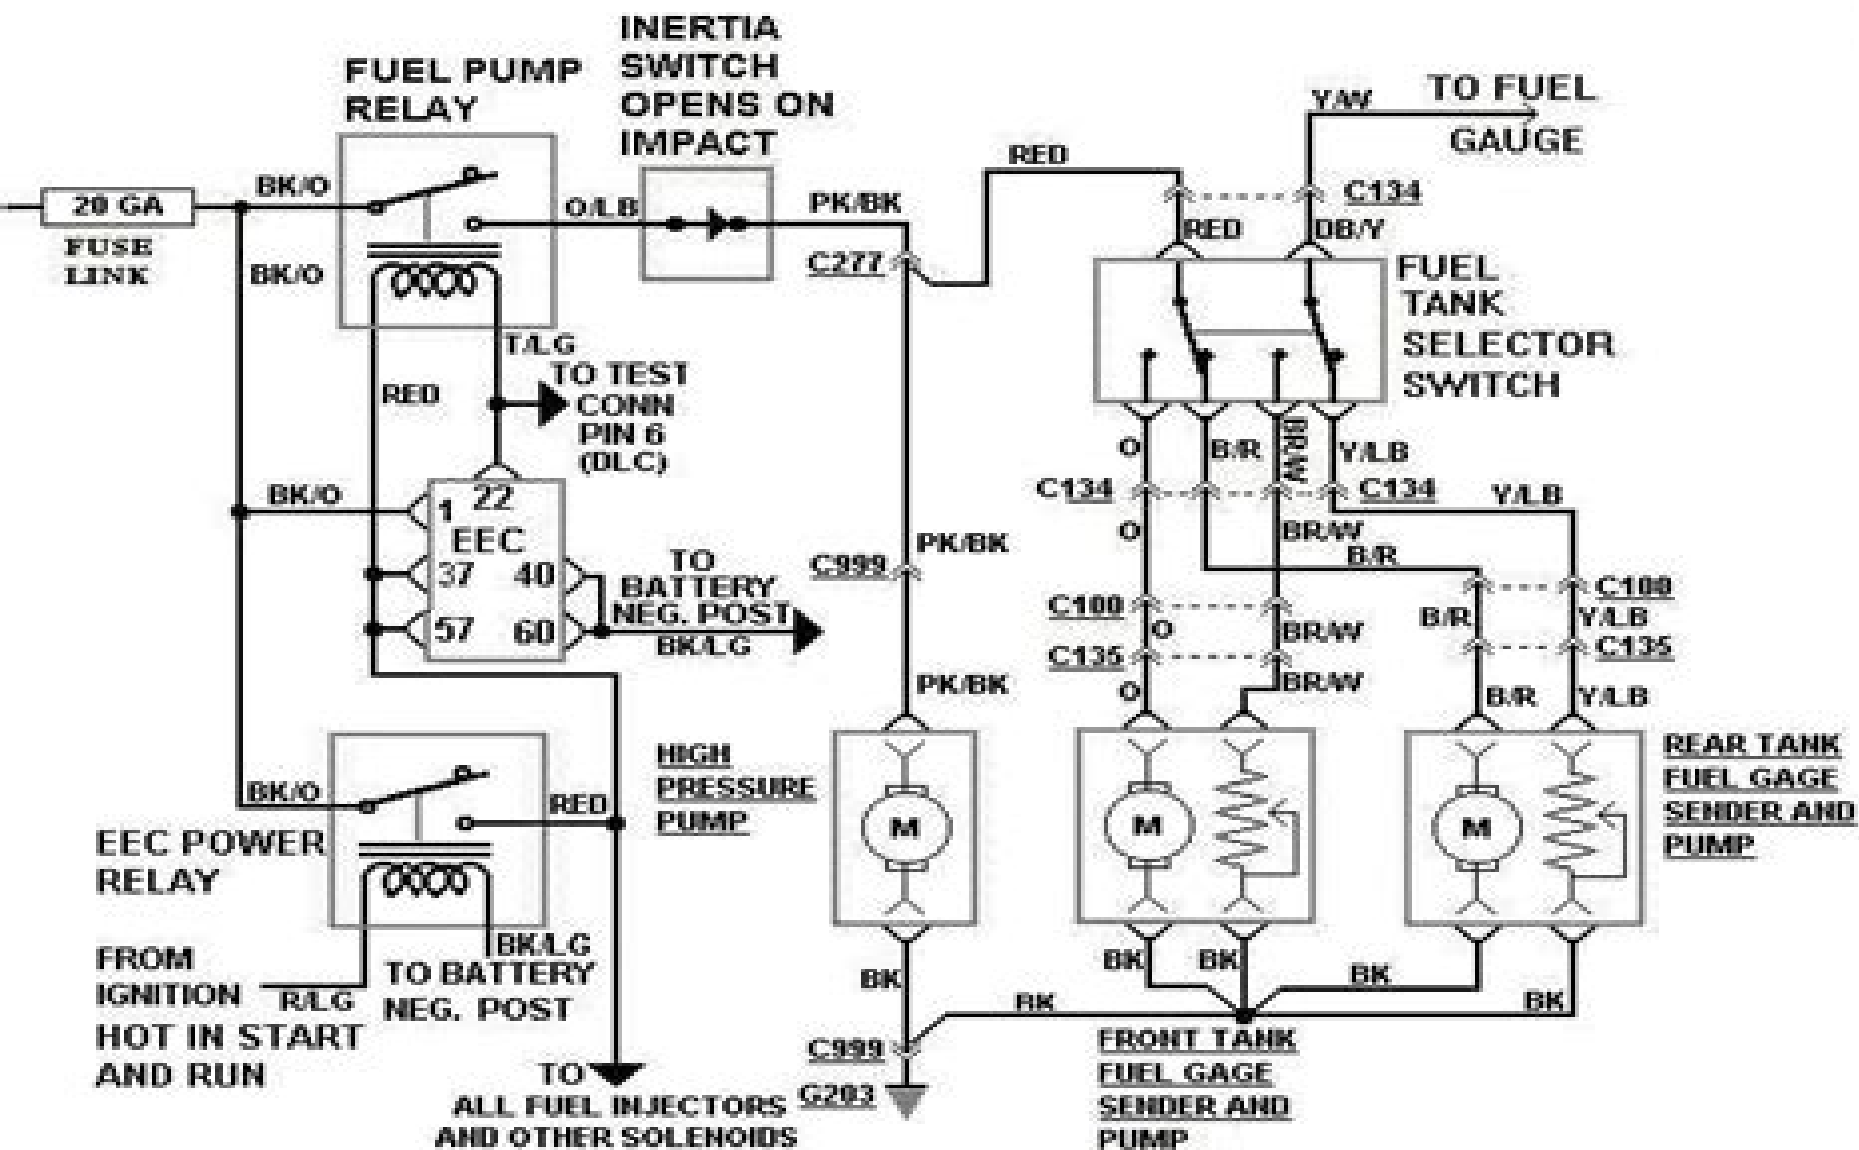 INERTIA
SWITCH
OPENS ON
IMPACT
FUEL PUMP
RELAY
TO FUEL
GAUGE
Y/W
RED
C134
BK/O
20 GA
FUSE
LINK
O/LB
PK/BK
RED
DB/Y
BK/O
C277
FUEL
TANK
SELECTOR
SWITCH
T/LG
TO TEST
CONN
PIN 6
(DLC)
RED
O
B/R
BR/W
Y/LB
C134
C134
Y/LB
BK/O
1
22
EEC
37
40
57
60
TO
BATTERY
NEG. POST
BK/LG
PK/BK
C999
O
BR/W
B/R
C100
O
BR/W
C100
B/R
Y/LB
C135
C135
PK/BK
O
BR/W
B/R
Y/LB
HIGH
PRESSURE
PUMP
REAR TANK
FUEL GAGE
SENDER AND
PUMP
BK/O
RED
M
M
M
EEC POWER
RELAY
BK/LG
TO BATTERY
NEG. POST
FROM
IGNITION
R/LG
HOT IN START
AND RUN
BK
BK
BK
BK
BK
BK
C999
G203
FRONT TANK
FUEL GAGE
SENDER AND
PUMP
TO
ALL FUEL INJECTORS
AND OTHER SOLENOIDS